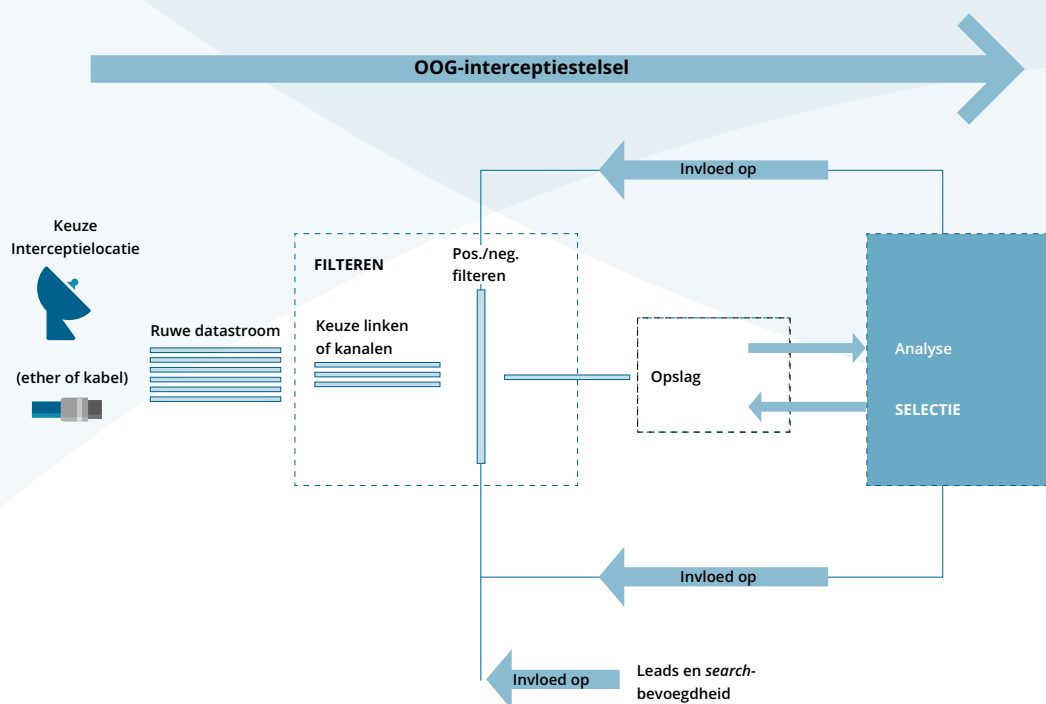 OOG-interceptiestelsel
Invloed op
Keuze
Interceptielocatie
FILTEREN
Pos./neg.
filteren
Ruwe datastroom
Keuze linken
of kanalen
(ether of kabel)
Opslag
Analyse
SELECTIE
Invloed op
Invloed op
Leads en search-
bevoegdheid